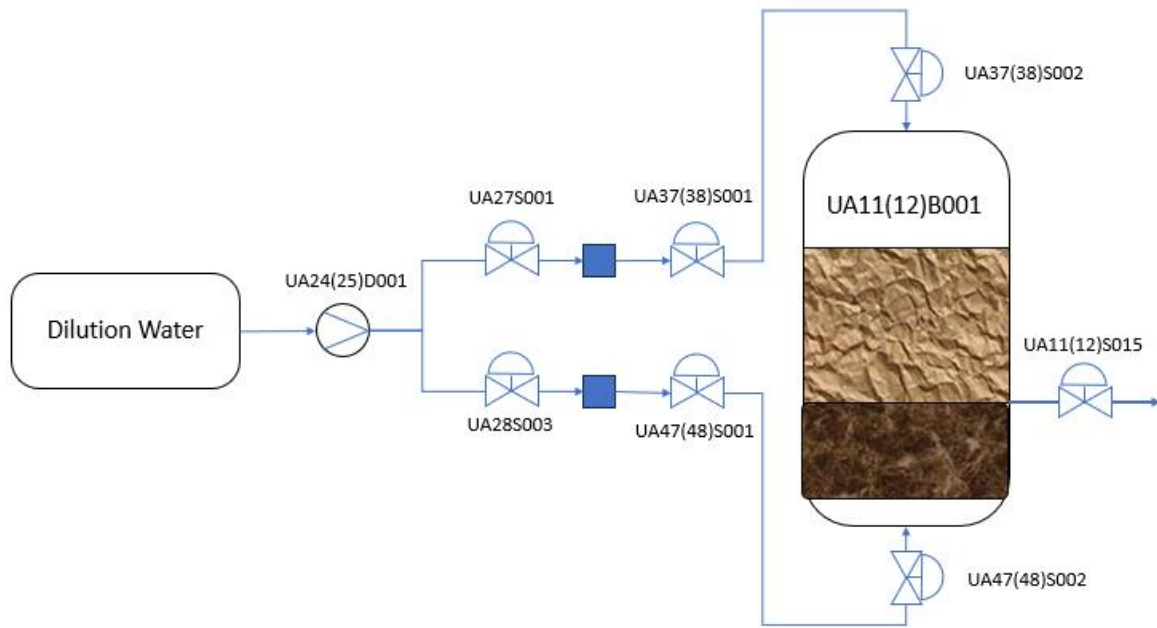 UA37(38)S002
UA27S001
UA37(38)S001
UA11(12)B001
UA24(25)D001
Dilution Water
UA11(12)S015
UA28S003
UA47(48)S001
UA47(48)S002